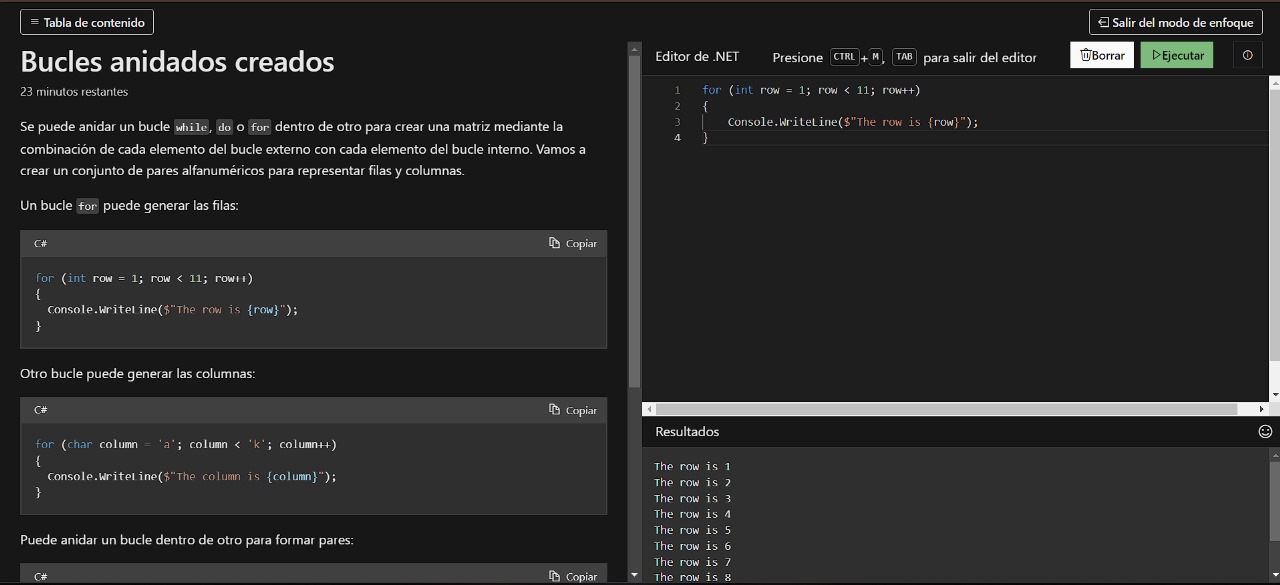 Tabla de contenido
Salir del modo de enfoque
Bucles anidados creados
23 minutos restantes
Se puede anidar un bucle while, do o for dentro de otro para crear una matriz mediante la
combinación de cada elemento del bucle externo con cada elemento del bucle interno. Vamos a
crear un conjunto de pares alfanuméricos para representar filas y columnas.
Un bucle for puede generar las filas:
C#
Copiar
for (int row = 1; row < 11; row++)
{
Console.WriteLine($"The row is {row}");
}
Otro bucle puede generar las columnas:
C#
Copiar
for (char column = 'a'; column < 'k'; column++)
{
Console.WriteLine($"The column is {column}");
}
Puede anidar un bucle dentro de otro para formar pares:
C#
Copiar
Editor de .NET
Presione CTRL + M, TAB para salir del editor
Borrar
Ejecutar
1 for (int row = 1; row < 11; row++)
2 {
3 Console.WriteLine($"The row is {row}");
4 }
Resultados
The row is 1
The row is 2
The row is 3
The row is 4
The row is 5
The row is 6
The row is 7
The row is 8